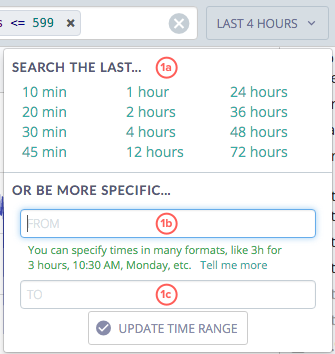 s <= 599 ×
LAST 4 HOURS
SEARCH THE LAST... 1a
10 min 1 hour 24 hours
20 min 2 hours 36 hours
30 min 4 hours 48 hours
45 min 12 hours 72 hours
OR BE MORE SPECIFIC...
FROM 1b
You can specify times in many formats, like 3h for
3 hours, 10:30 AM, Monday, etc. Tell me more
TO 1c
UPDATE TIME RANGE